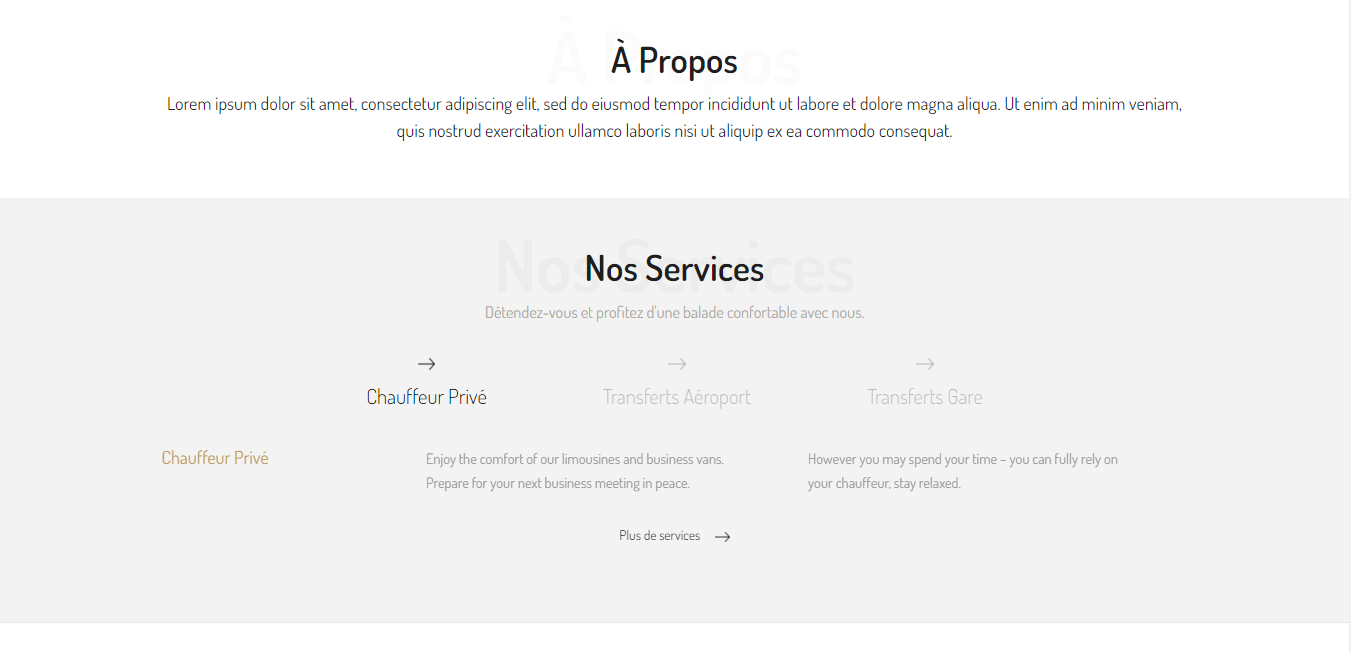 À Propos
À Propos
Lorem ipsum dolor sit amet, consectetur adipiscing elit, sed do eiusmod tempor incididunt ut labore et dolore magna aliqua. Ut enim ad minim veniam,
quis nostrud exercitation ullamco laboris nisi ut aliquip ex ea commodo consequat.
Nos Services
Nos Services
Détendez-vous et profitez d'une balade confortable avec nous.
Chauffeur Privé
Transferts Aéroport
Transferts Gare
Chauffeur Privé
Enjoy the comfort of our limousines and business vans.
Prepare for your next business meeting in peace.
However you may spend your time – you can fully rely on
your chauffeur, stay relaxed.
Plus de services